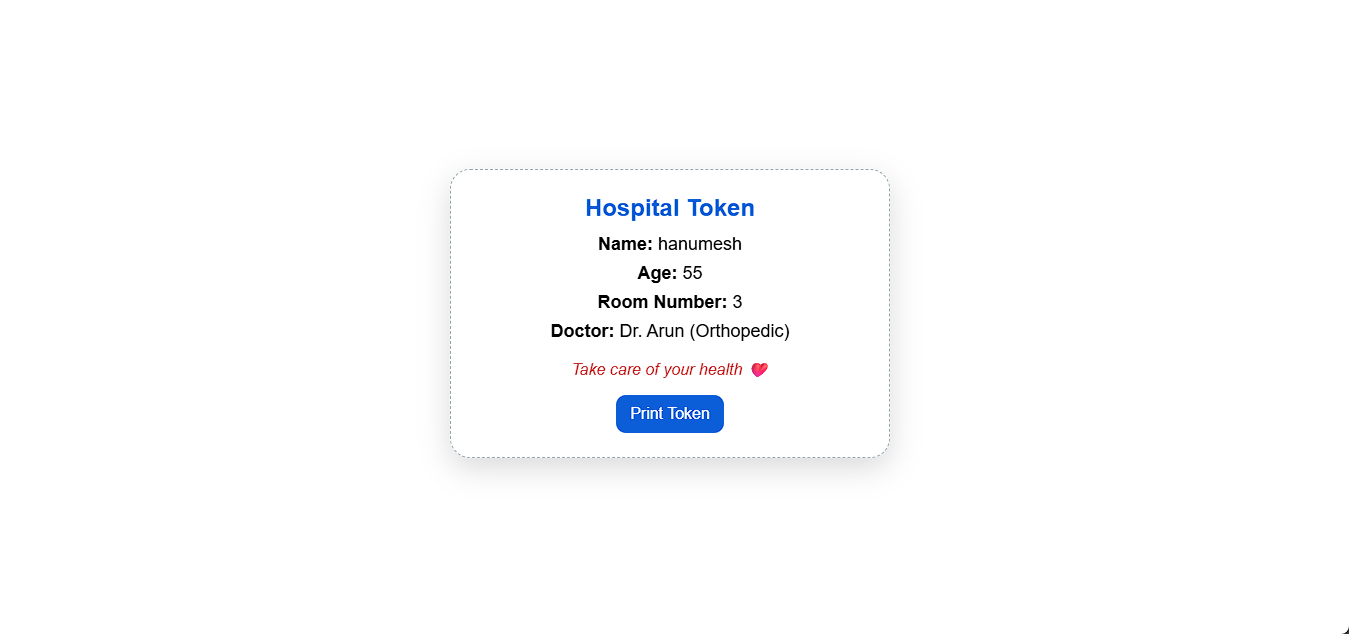 Hospital Token
Name: hanumesh
Age: 55
Room Number: 3
Doctor: Dr. Arun (Orthopedic)
Take care of your health 💖
Print Token